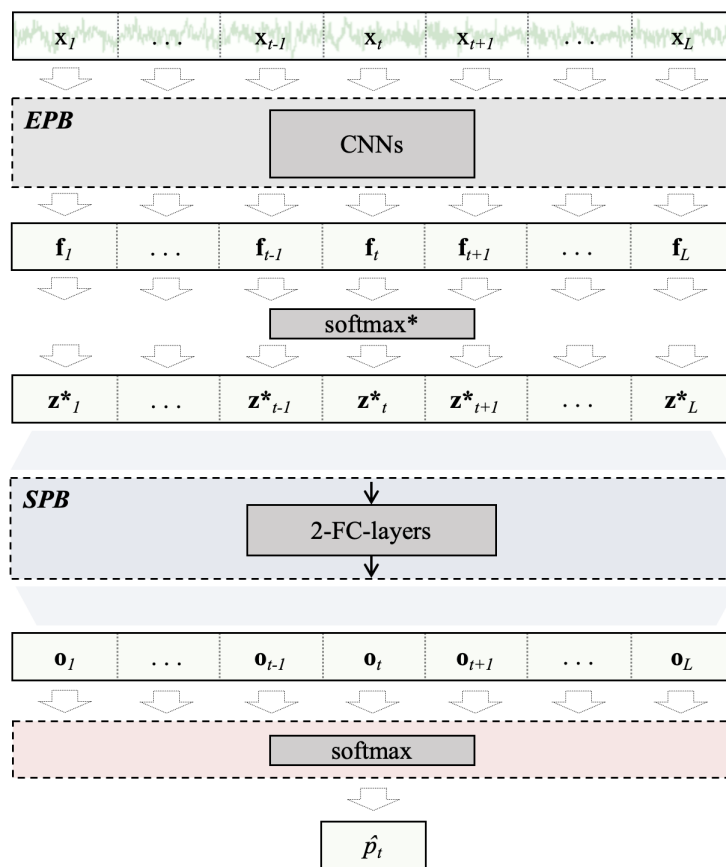 x1 . . . xt-1 xt xt+1 . . . xL
EPB
CNNs
f1 . . . ft-1 ft ft+1 . . . fL
softmax*
z*1 . . . z*t-1 z*t z*t+1 . . . z*L
SPB
2-FC-layers
o1 . . . ot-1 ot ot+1 . . . oL
softmax
p̂t